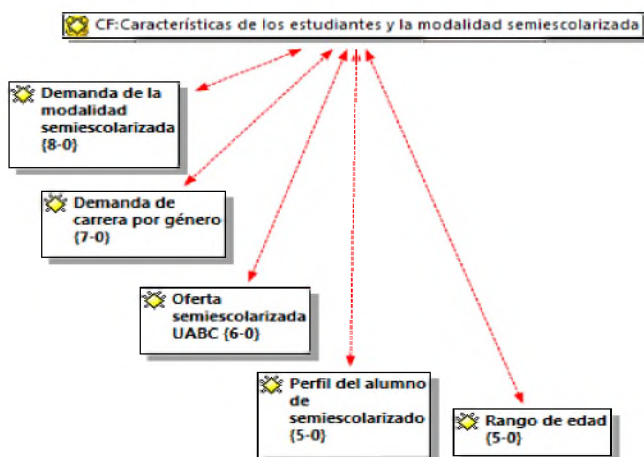 CF:Características de los estudiantes y la modalidad semiescolarizada
Demanda de la
modalidad
semiescolarizada
{8-0}
Demanda de
carrera por género
{7-0}
Oferta
semiescolarizada
UABC {6-0}
Perfil del alumno
de
semiescolarizado
{5-0}
Rango de edad
{5-0}